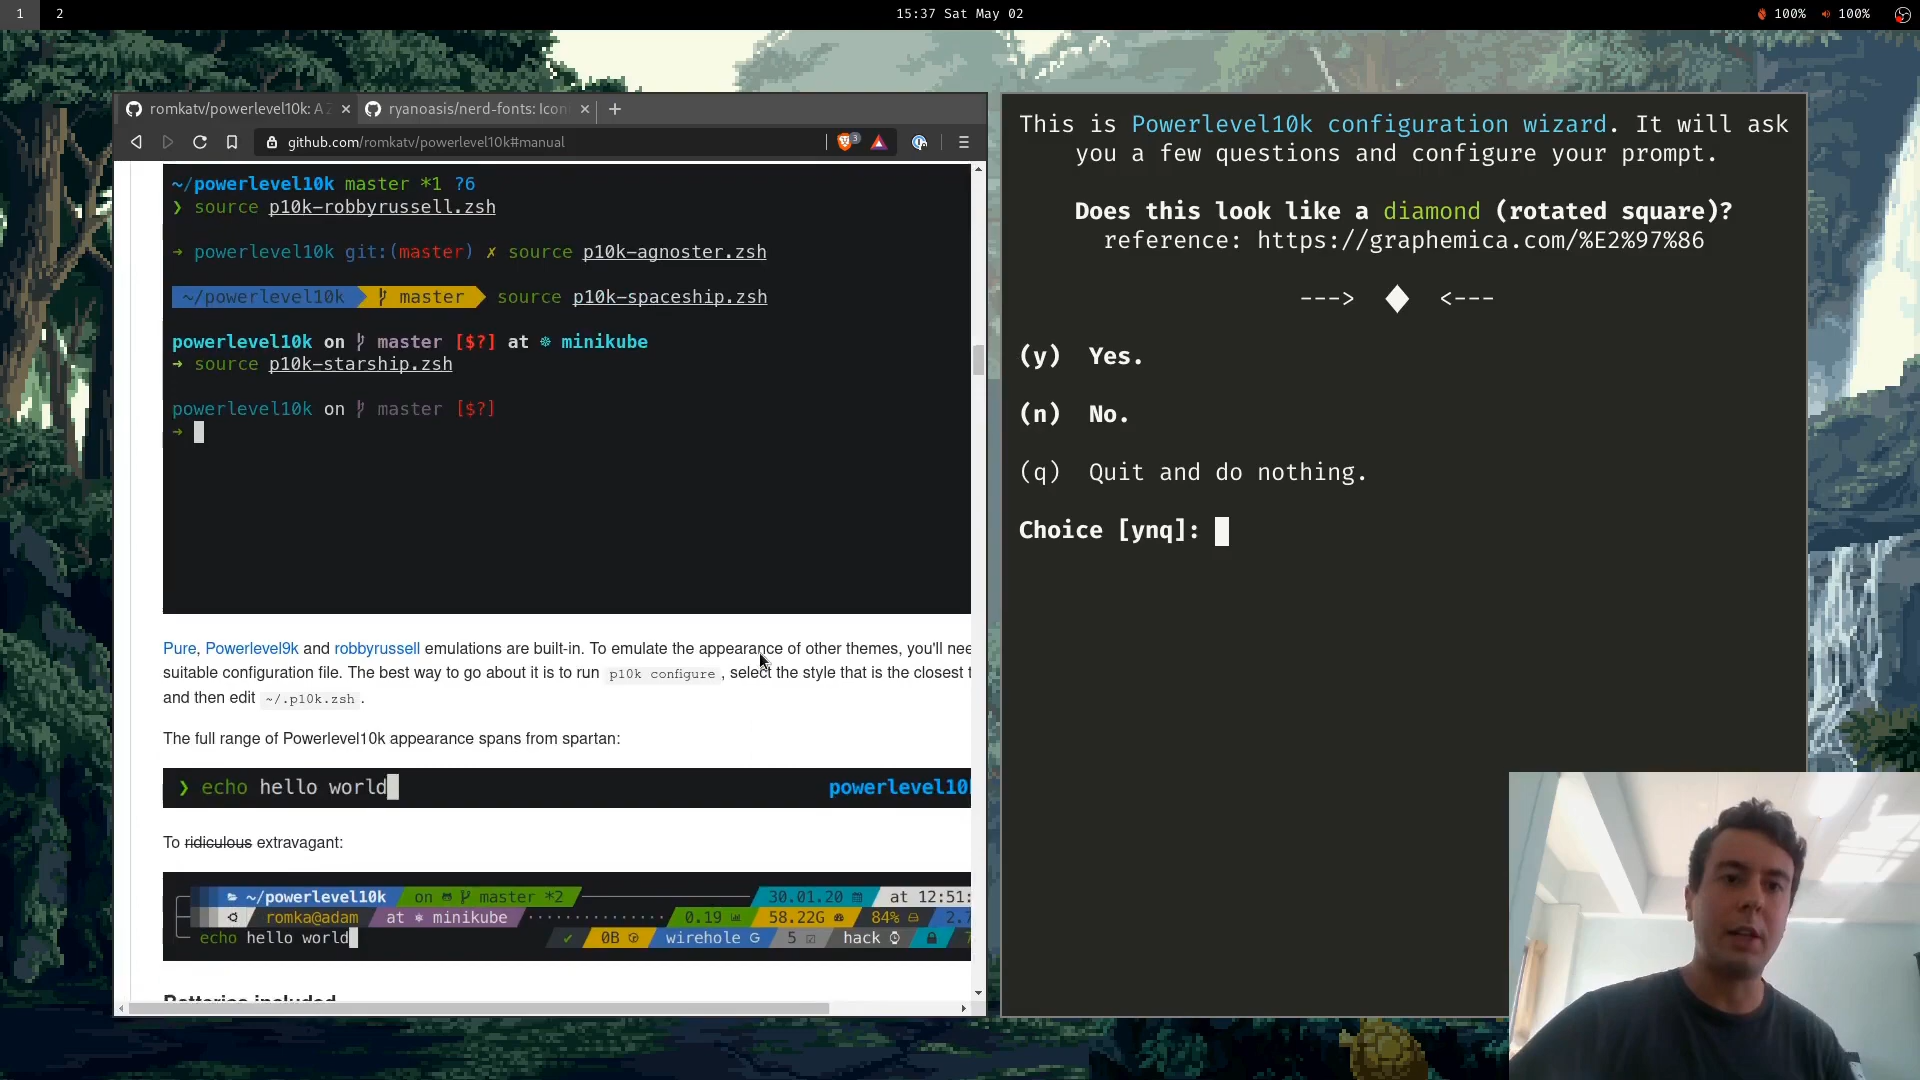 1 2 15:37 Sat May 02 100% 100%
romkatv/powerlevel10k: A Z ryanoasis/nerd-fonts: Icon
github.com/romkatv/powerlevel10k#manual 3
~/powerlevel10k master *1 ?6
❯ source p10k-robbyrussell.zsh
→ powerlevel10k git:(master) ✗ source p10k-agnoster.zsh
~/powerlevel10k master source p10k-spaceship.zsh
powerlevel10k on master [$?] at ☸ minikube
➜ source p10k-starship.zsh
powerlevel10k on master [$?]
➜
Pure, Powerlevel9k and robbyrussell emulations are built-in. To emulate the appearance of other themes, you'll nee
suitable configuration file. The best way to go about it is to run p10k configure , select the style that is the closest t
and then edit ~/.p10k.zsh .
The full range of Powerlevel10k appearance spans from spartan:
❯ echo hello world powerlevel10
To ridiculous extravagant:
~/powerlevel10k on master *2 30.01.20 at 12:51:
romka@adam at ☸ minikube 0.19 58.22G 84% 2.
echo hello world ✔ 0B wirehole G 5 hack
Batteries included
This is Powerlevel10k configuration wizard. It will ask
you a few questions and configure your prompt.
Does this look like a diamond (rotated square)?
reference: https://graphemica.com/%E2%97%86
---> ◆ <---
(y) Yes.
(n) No.
(q) Quit and do nothing.
Choice [ynq]: